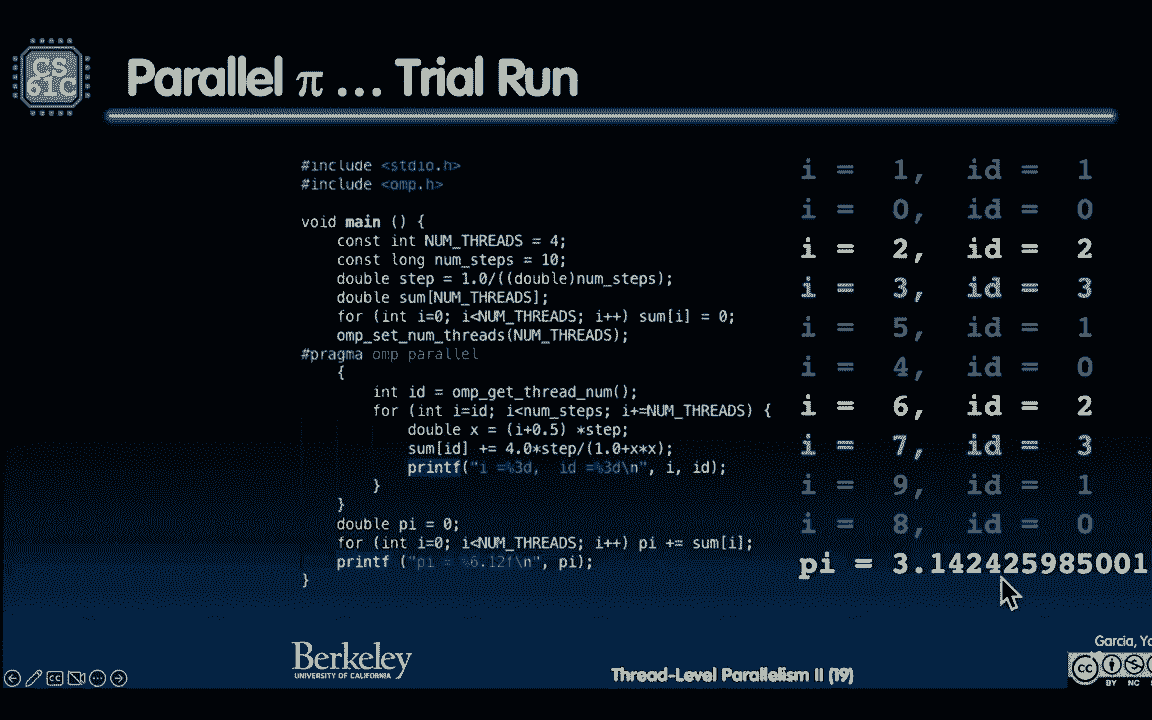 CS
61C
Parallel π … Trial Run
#include <stdio.h>
#include <omp.h>
void main () {
const int NUM_THREADS = 4;
const long num_steps = 10;
double step = 1.0/((double)num_steps);
double sum[NUM_THREADS];
for (int i=0; i<NUM_THREADS; i++) sum[i] = 0;
omp_set_num_threads(NUM_THREADS);
#pragma omp parallel
{
int id = omp_get_thread_num();
for (int i=id; i<num_steps; i+=NUM_THREADS) {
double x = (i+0.5) *step;
sum[id] += 4.0*step/(1.0+x*x);
printf("i =%3d, id =%3d\n", i, id);
}
}
double pi = 0;
for (int i=0; i<NUM_THREADS; i++) pi += sum[i];
printf ("pi = %6.12f\n", pi);
}
i = 1, id = 1
i = 0, id = 0
i = 2, id = 2
i = 3, id = 3
i = 5, id = 1
i = 4, id = 0
i = 6, id = 2
i = 7, id = 3
i = 9, id = 1
i = 8, id = 0
pi = 3.142425985001
Berkeley
UNIVERSITY OF CALIFORNIA
Thread-Level Parallelism II (19)
Garcia,
CC
cc
BY NC